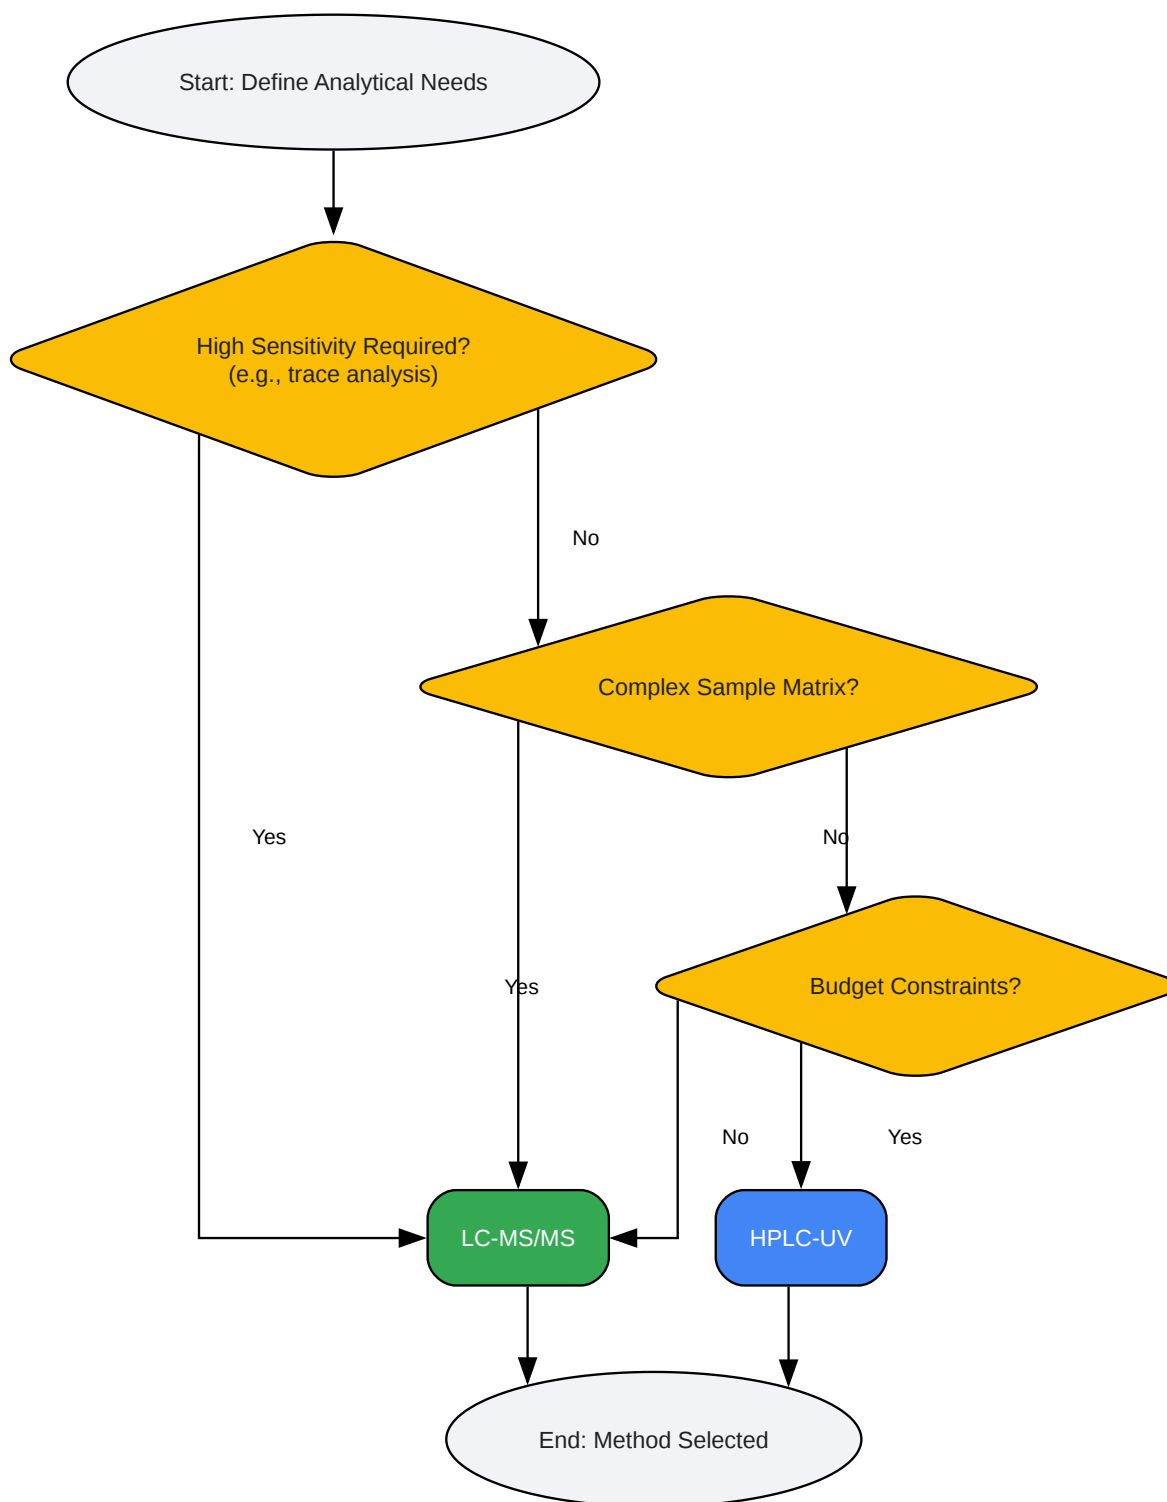 Start: Define Analytical Needs
High Sensitivity Required?
(e.g., trace analysis)
No
Complex Sample Matrix?
Yes
No
Yes
Budget Constraints?
No
Yes
LC-MS/MS
HPLC-UV
End: Method Selected